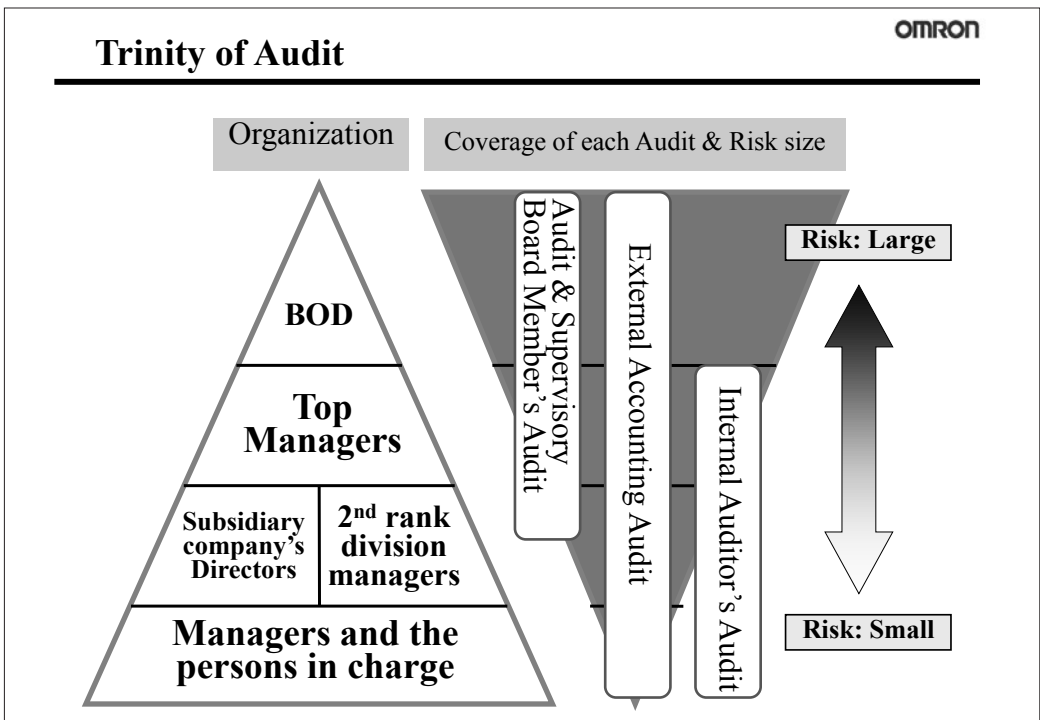 OMRON
Trinity of Audit
Organization
Coverage of each Audit & Risk size
BOD
Top
Managers
Subsidiary
company’s
Directors
2nd rank
division
managers
Managers and the
persons in charge
Audit & Supervisory
Board Member’s Audit
External Accounting Audit
Internal Auditor’s Audit
Risk: Large
Risk: Small